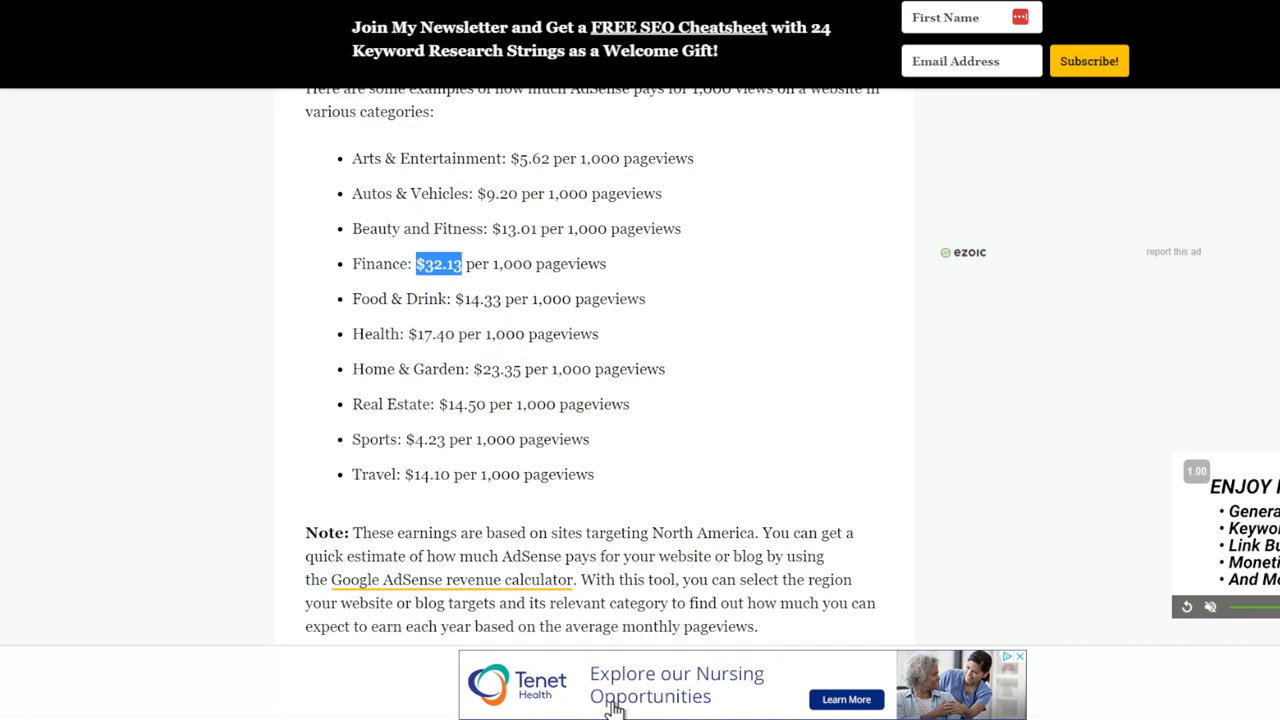 Join My Newsletter and Get a FREE SEO Cheatsheet with 24
Keyword Research Strings as a Welcome Gift!
First Name
Email Address
Subscribe!
Here are some examples of how much AdSense pays for 1,000 views on a website in
various categories:
• Arts & Entertainment: $5.62 per 1,000 pageviews
• Autos & Vehicles: $9.20 per 1,000 pageviews
• Beauty and Fitness: $13.01 per 1,000 pageviews
• Finance: $32.13 per 1,000 pageviews
• Food & Drink: $14.33 per 1,000 pageviews
• Health: $17.40 per 1,000 pageviews
• Home & Garden: $23.35 per 1,000 pageviews
• Real Estate: $14.50 per 1,000 pageviews
• Sports: $4.23 per 1,000 pageviews
• Travel: $14.10 per 1,000 pageviews
Note: These earnings are based on sites targeting North America. You can get a
quick estimate of how much AdSense pays for your website or blog by using
the Google AdSense revenue calculator. With this tool, you can select the region
your website or blog targets and its relevant category to find out how much you can
expect to earn each year based on the average monthly pageviews.
ezoic
report this ad
1.00
ENJOY
• Genera
• Keywo
• Link Bu
• Moneti
• And Mo
Tenet
Health
Explore our Nursing
Opportunities
Learn More